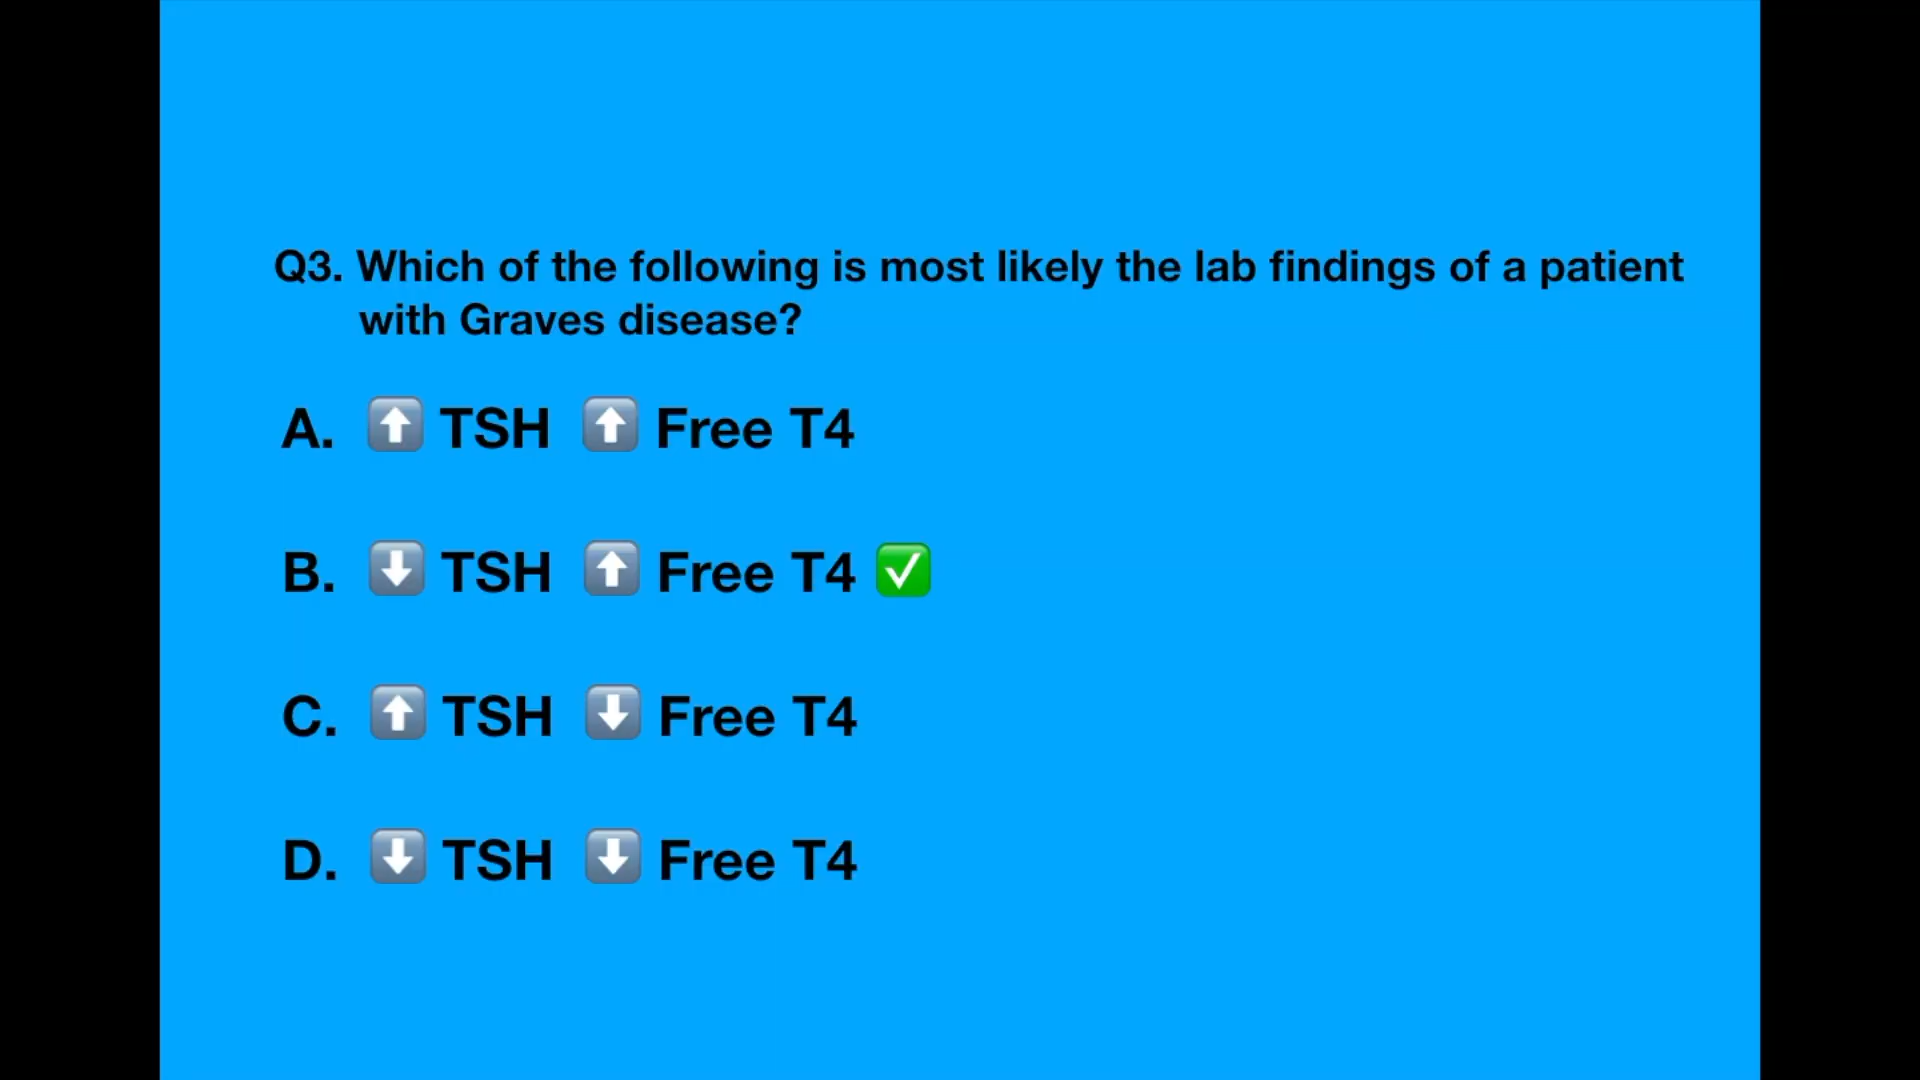 Q3. Which of the following is most likely the lab findings of a patient
with Graves disease?
A. ⬆️ TSH ⬆️ Free T4
B. ⬇️ TSH ⬆️ Free T4 ✅
C. ⬆️ TSH ⬇️ Free T4
D. ⬇️ TSH ⬇️ Free T4